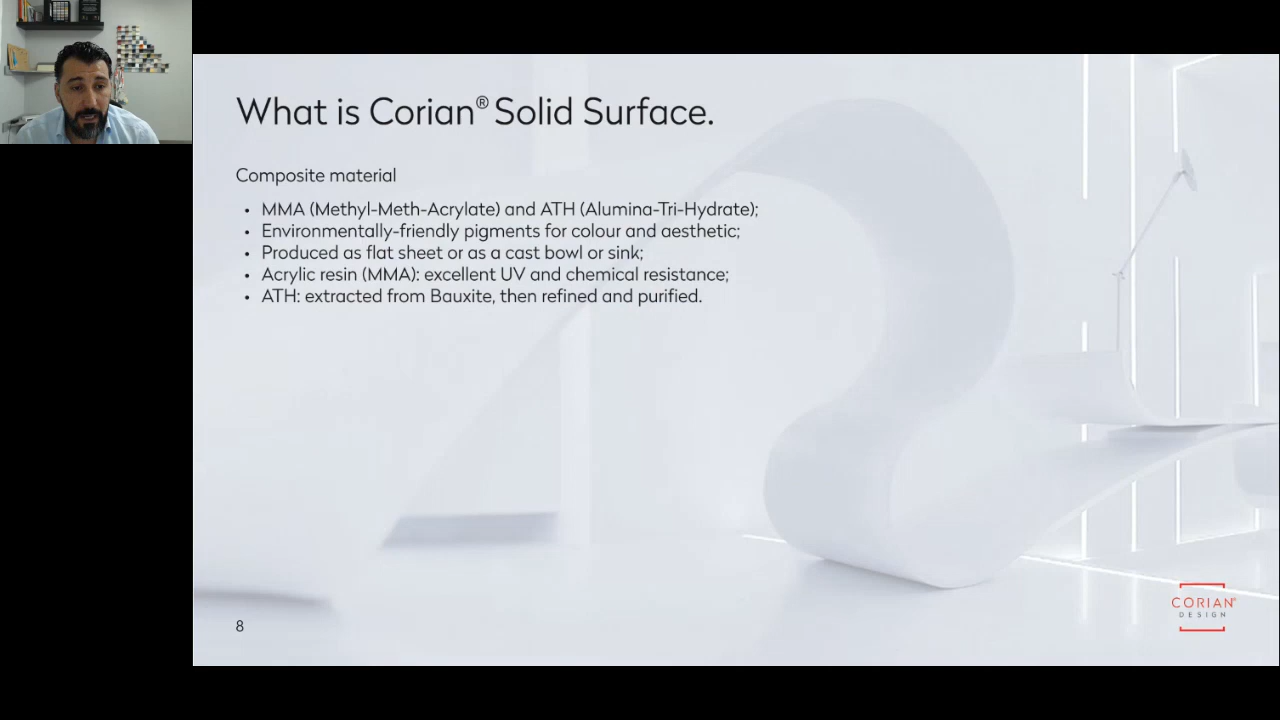 What is Corian® Solid Surface.
Composite material
• MMA (Methyl-Meth-Acrylate) and ATH (Alumina-Tri-Hydrate);
• Environmentally-friendly pigments for colour and aesthetic;
• Produced as flat sheet or as a cast bowl or sink;
• Acrylic resin (MMA): excellent UV and chemical resistance;
• ATH: extracted from Bauxite, then refined and purified.
8
CORIAN®
DESIGN